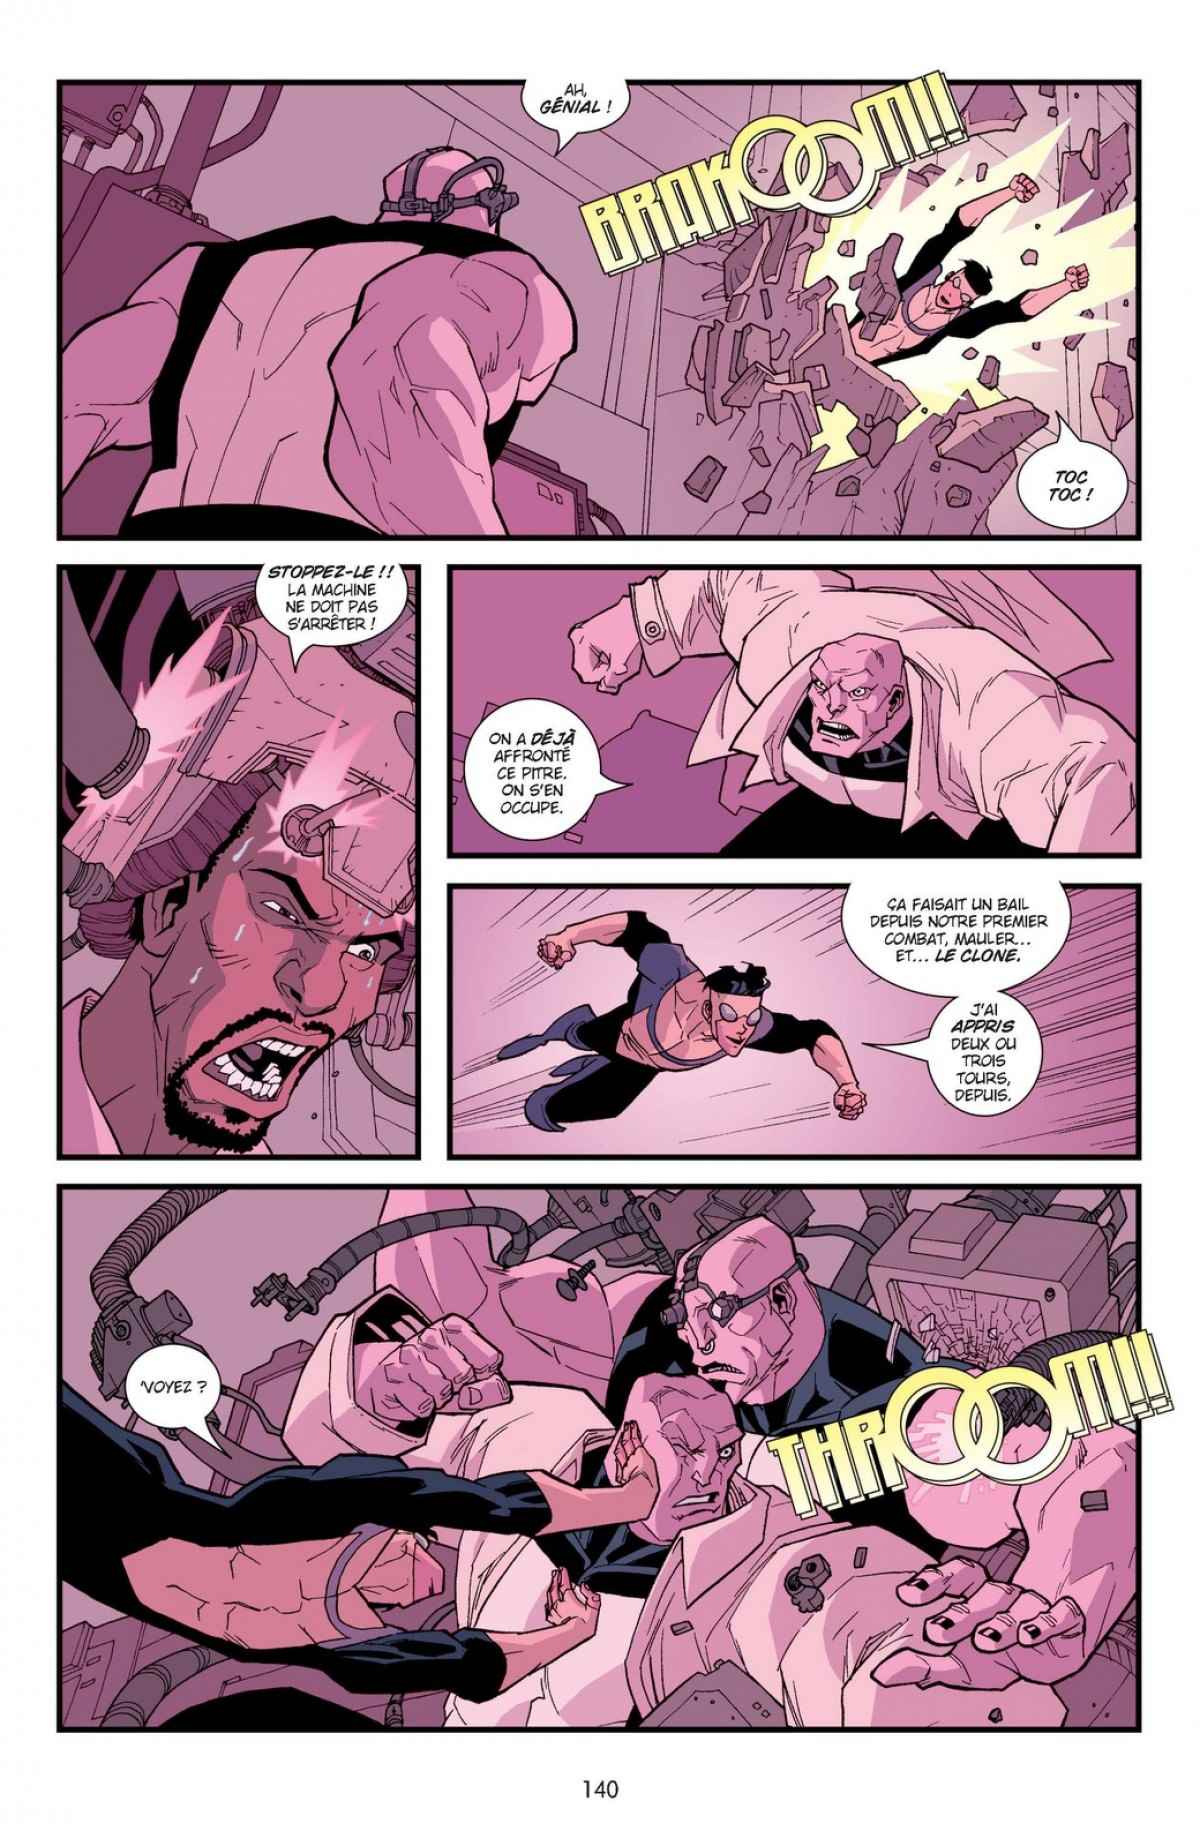 AH,
GÉNIAL !
BRAKOOOM!!
TOC
TOC !
STOPPEZ-LE !!
LA MACHINE
NE DOIT PAS
S'ARRÊTER !
ON A DÉJÀ
AFFRONTÉ
CE PITRE.
ON S'EN
OCCUPE.
ÇA FAISAIT UN BAIL
DEPUIS NOTRE PREMIER
COMBAT, MAULER...
ET... LE CLONE.
J'AI
APPRIS
DEUX OU
TROIS
TOURS,
DEPUIS.
'VOYEZ ?
THROOOM!!
140